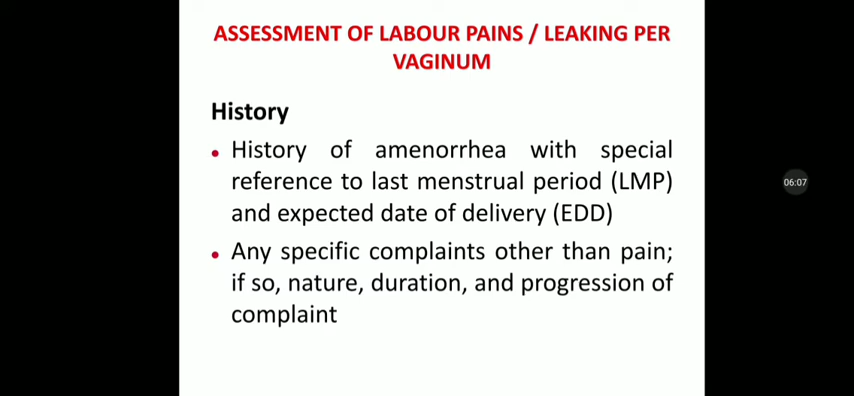 ASSESSMENT OF LABOUR PAINS / LEAKING PER
VAGINUM
History
• History of amenorrhea with special
reference to last menstrual period (LMP)
and expected date of delivery (EDD)
• Any specific complaints other than pain;
if so, nature, duration, and progression of
complaint
06:07